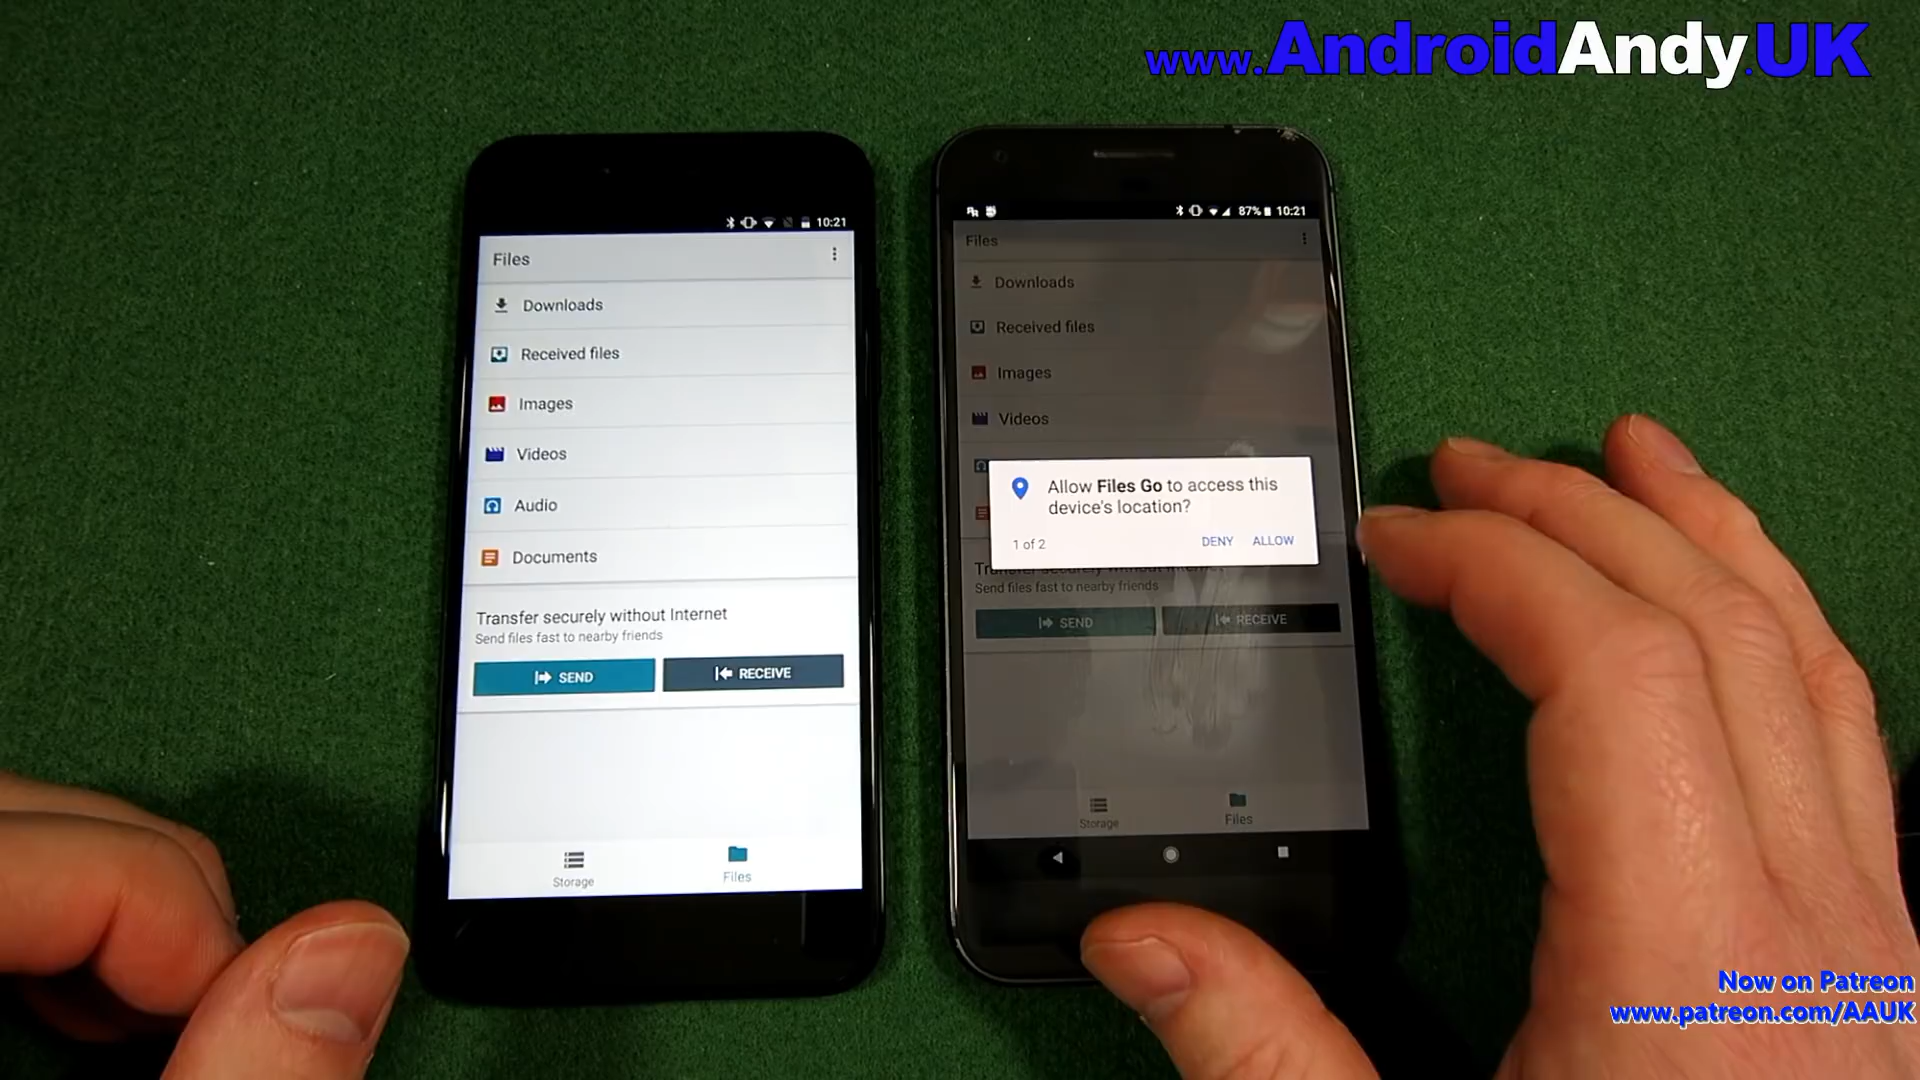 www.AndroidAndy.UK
10:21
Files
Downloads
Received files
Images
Videos
Audio
Documents
Transfer securely without Internet
Send files fast to nearby friends
SEND
RECEIVE
Storage
Files
87% 10:21
Files
Downloads
Received files
Images
Videos
Allow Files Go to access this
device's location?
1 of 2
DENY
ALLOW
Send files fast to nearby friends
SEND
RECEIVE
Storage
Files
Now on Patreon
www.patreon.com/AAUK